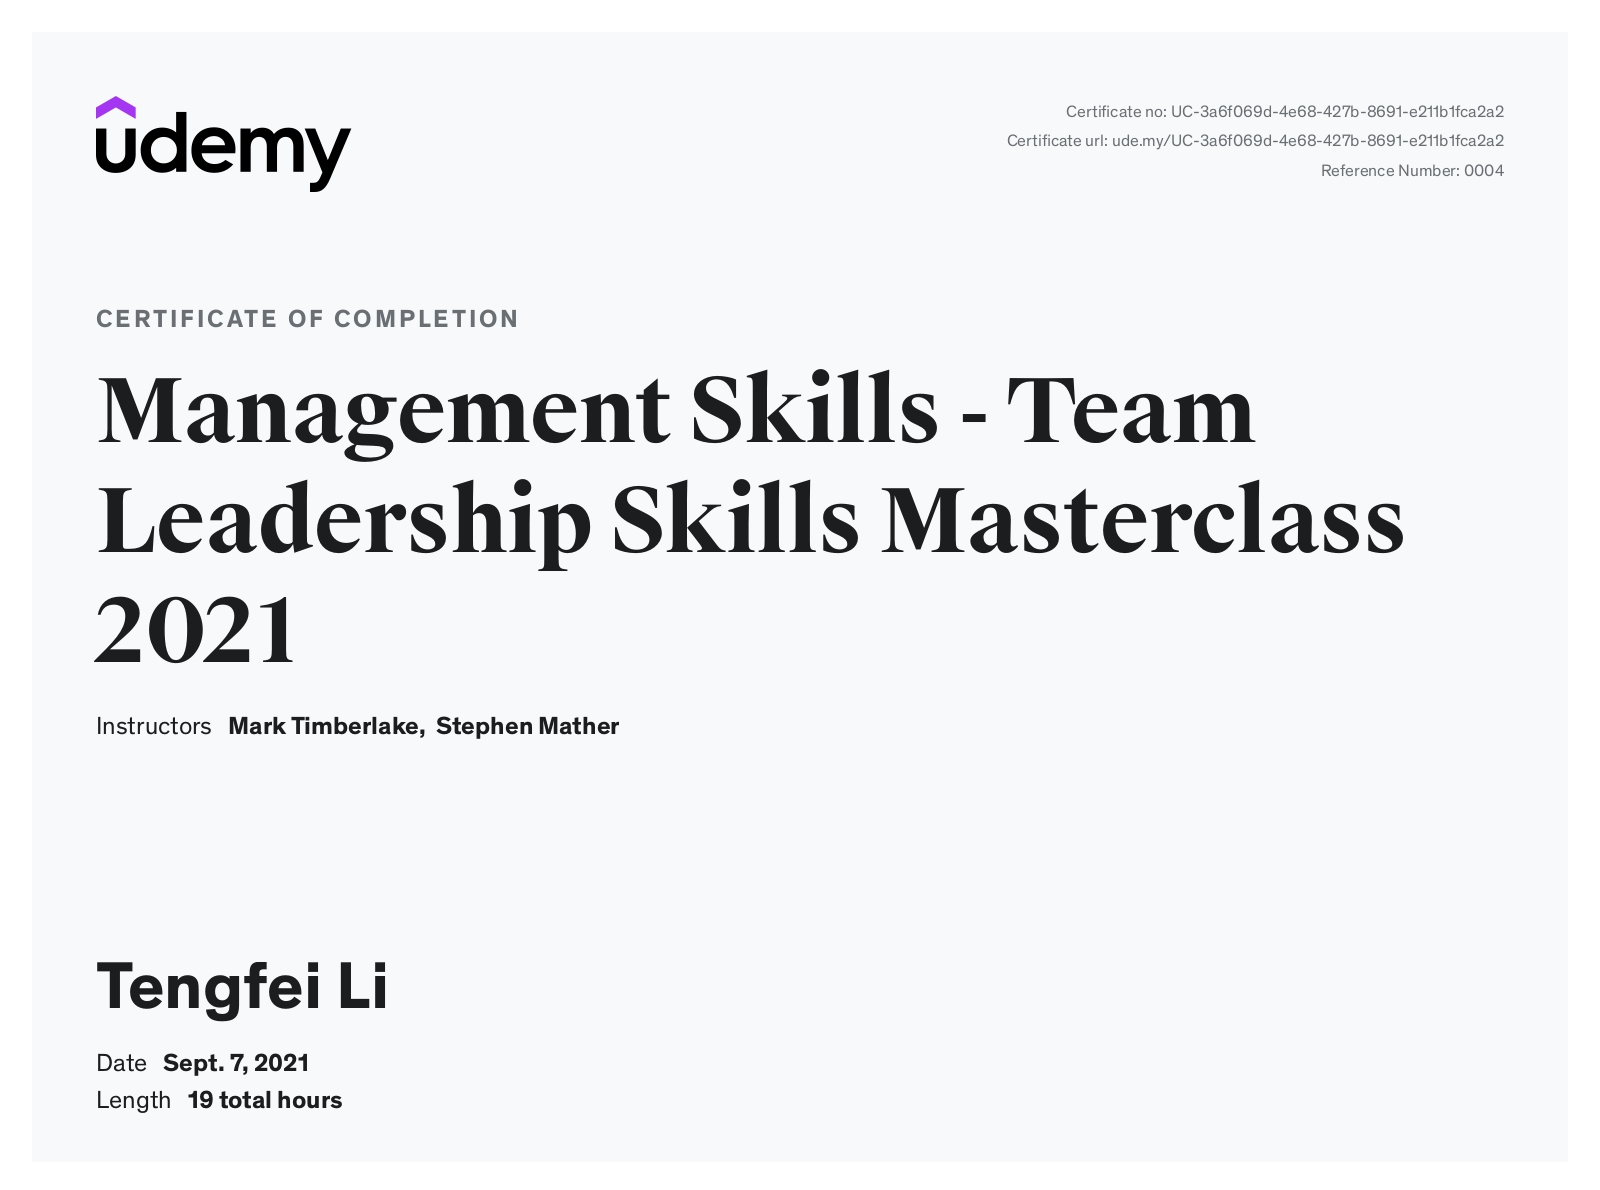 udemy
Certificate no: UC-3a6f069d-4e68-427b-8691-e211b1fca2a2
Certificate url: ude.my/UC-3a6f069d-4e68-427b-8691-e211b1fca2a2
Reference Number: 0004
CERTIFICATE OF COMPLETION
Management Skills - Team
Leadership Skills Masterclass
2021
Instructors Mark Timberlake, Stephen Mather
Tengfei Li
Date Sept. 7, 2021
Length 19 total hours